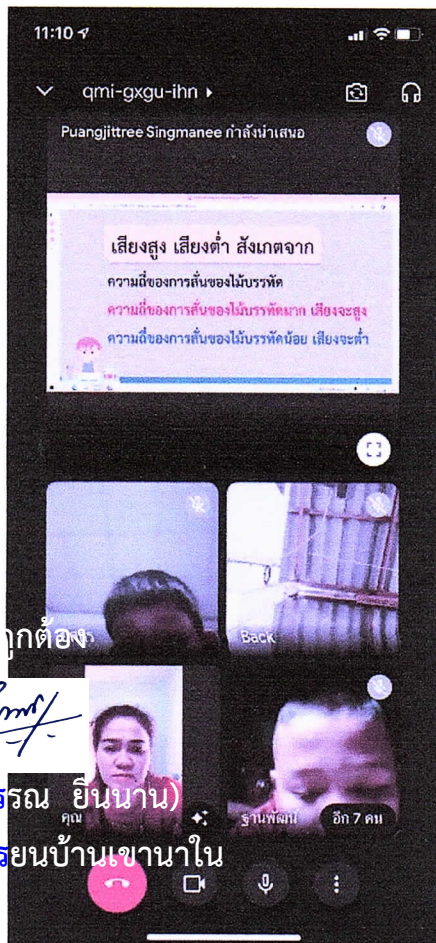 11:10
qmi-gxgu-ihn
Puangjittree Singmanee กำลังนำเสนอ
เสียงสูง เสียงต่ำ สังเกตจาก
ความถี่ของการสั่นของไม้บรรทัด
ความถี่ของการสั่นของไม้บรรทัดมาก เสียงจะสูง
ความถี่ของการสั่นของไม้บรรทัดน้อย เสียงจะต่ำ
Back
ถูกต้อง
รรณ ยืนนาน)
คุณ
ฐานพัฒน์
อีก 7 คน
รียนบ้านเขานาใน